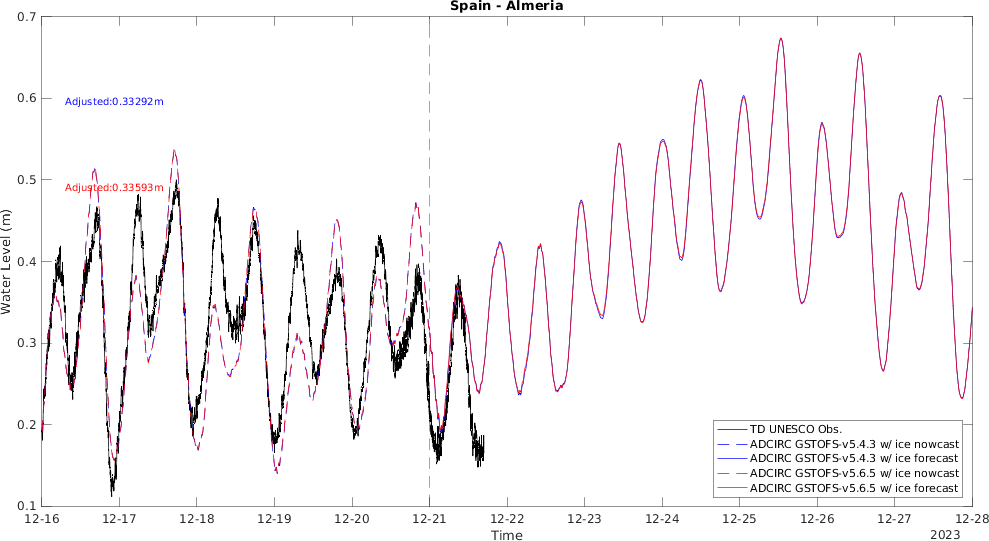 Spain - Almeria
0.7
0.6
0.5
0.4
0.3
0.2
0.1
Water Level (m)
Adjusted:0.33292m
Adjusted:0.33593m
TD UNESCO Obs.
ADCIRC GSTOFS-v5.4.3 w/ ice nowcast
ADCIRC GSTOFS-v5.4.3 w/ ice forecast
ADCIRC GSTOFS-v5.6.5 w/ ice nowcast
ADCIRC GSTOFS-v5.6.5 w/ ice forecast
12-16 12-17 12-18 12-19 12-20 12-21 12-22 12-23 12-24 12-25 12-26 12-27 12-28
Time
2023